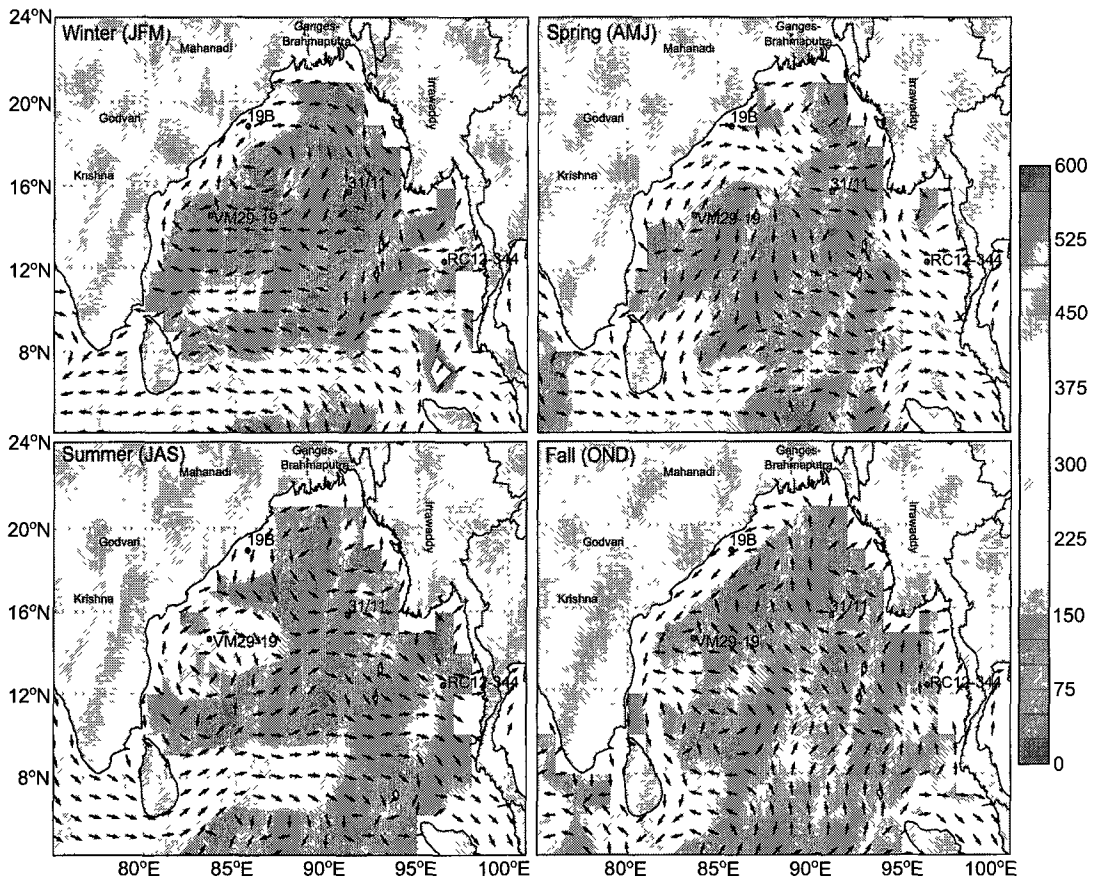 24°N
Winter (JFM)
Ganges-
Brahmaputra
Mahanadi
Irrawaddy
20°N
19B
Godvari
Krishna
16°N
31/11
VM29-19
12°N
RC12-344
8°N
Spring (AMJ)
Ganges-
Brahmaputra
Mahanadi
Irrawaddy
19B
Godvari
Krishna
31/11
VM29-19
RC12-344
600
525
450
375
300
225
150
75
0
24°N
Summer (JAS)
Ganges-
Brahmaputra
Mahanadi
Irrawaddy
20°N
19B
Godvari
Krishna
16°N
31/11
VM29-19
12°N
RC12-344
8°N
80°E 85°E 90°E 95°E 100°E
Fall (OND)
Ganges-
Brahmaputra
Mahanadi
Irrawaddy
19B
Godvari
Krishna
31/11
VM29-19
RC12-344
80°E 85°E 90°E 95°E 100°E